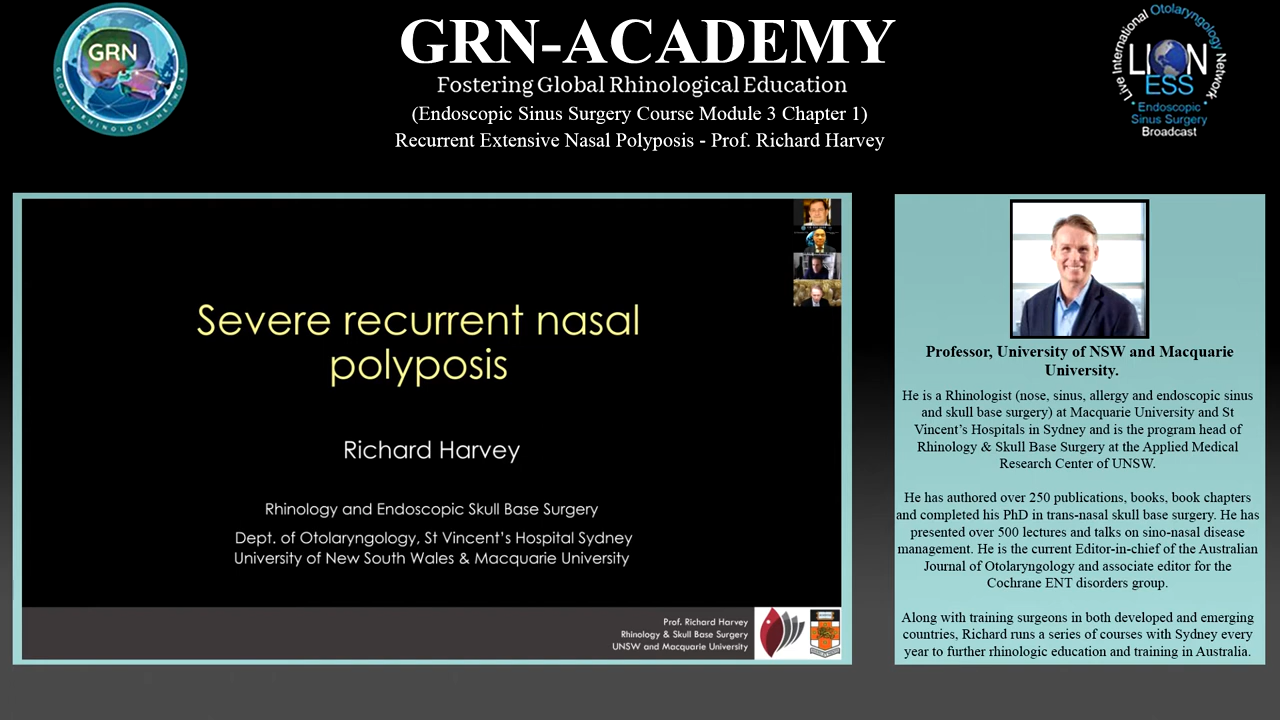 GRN
GLOBAL RHINOLOGY NETWORK
GRN-ACADEMY
Fostering Global Rhinological Education
(Endoscopic Sinus Surgery Course Module 3 Chapter 1)
Recurrent Extensive Nasal Polyposis - Prof. Richard Harvey
Live International Otolaryngology Network
LION
ESS
• Endoscopic
Sinus Surgery
Broadcast
Severe recurrent nasal
polyposis
Richard Harvey
Rhinology and Endoscopic Skull Base Surgery
Dept. of Otolaryngology, St Vincent’s Hospital Sydney
University of New South Wales & Macquarie University
Prof. Richard Harvey
Rhinology & Skull Base Surgery
UNSW and Macquarie University
Professor, University of NSW and Macquarie
University.
He is a Rhinologist (nose, sinus, allergy and endoscopic sinus
and skull base surgery) at Macquarie University and St
Vincent’s Hospitals in Sydney and is the program head of
Rhinology & Skull Base Surgery at the Applied Medical
Research Center of UNSW.
He has authored over 250 publications, books, book chapters
and completed his PhD in trans-nasal skull base surgery. He has
presented over 500 lectures and talks on sino-nasal disease
management. He is the current Editor-in-chief of the Australian
Journal of Otolaryngology and associate editor for the
Cochrane ENT disorders group.
Along with training surgeons in both developed and emerging
countries, Richard runs a series of courses with Sydney every
year to further rhinologic education and training in Australia.